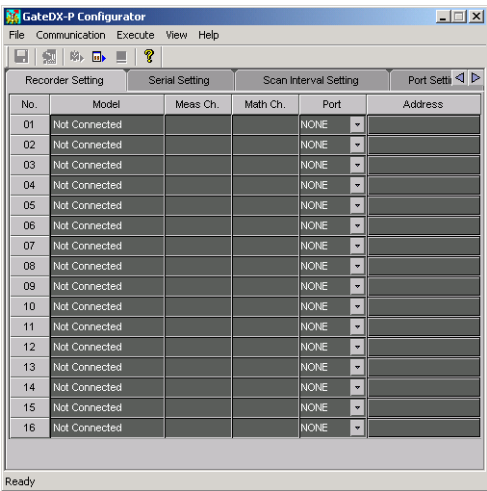 GateDX-P Configurator
File Communication Execute View Help
Recorder Setting Serial Setting Scan Interval Setting Port Setti
No. Model Meas Ch. Math Ch. Port Address
01 Not Connected NONE
02 Not Connected NONE
03 Not Connected NONE
04 Not Connected NONE
05 Not Connected NONE
06 Not Connected NONE
07 Not Connected NONE
08 Not Connected NONE
09 Not Connected NONE
10 Not Connected NONE
11 Not Connected NONE
12 Not Connected NONE
13 Not Connected NONE
14 Not Connected NONE
15 Not Connected NONE
16 Not Connected NONE
Ready